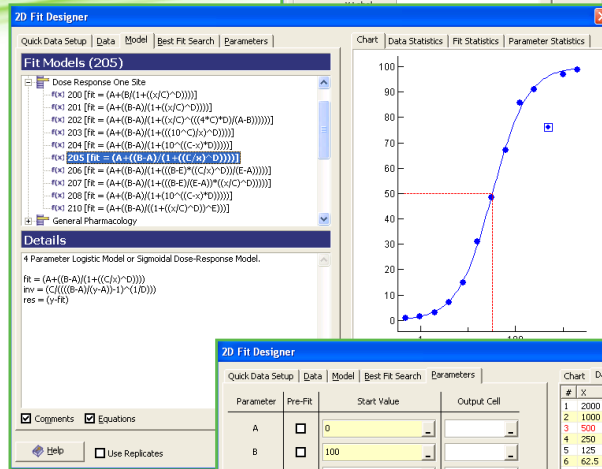 2D Fit Designer
Quick Data Setup | Data | Model | Best Fit Search | Parameters
Fit Models (205)
Dose Response One Site
f(x) 200 [fit = (A+(B/(1+((x/C)^D))))]
f(x) 201 [fit = (A+((B-A)/(1+((x/C)^D))))]
f(x) 202 [fit = (A+((B-A)/(1+((x/C)^(((4*C)*D)/(A-B))))))]
f(x) 203 [fit = (A+((B-A)/(1+(((10^C)/x)^D))))]
f(x) 204 [fit = (A+((B-A)/(1+(10^((C-x)*D)))))]
f(x) 205 [fit = (A+((B-A)/(1+((C/x)^D))))]
f(x) 206 [fit = (A+((B-A)/(1+((B-E)*((C/x)^D))/(E-A)))))]
f(x) 207 [fit = (A+((B-A)/(1+(((B-E)/(E-A))*((x/C)^D)))))]
f(x) 208 [fit = (A+((B-A)/(1+(10^((C-x)*D)))))]
f(x) 210 [fit = (A+((B-A)/((1+((x/C)^D))^E)))]
General Pharmacology
Details
4 Parameter Logistic Model or Sigmoidal Dose-Response Model.
fit = (A+((B-A)/(1+((C/x)^D))))
inv = (C/((((B-A)/(y-A))-1)^(1/D)))
res = (y-fit)
Comments Equations
Help Use Replicates
Chart | Data Statistics | Fit Statistics | Parameter Statistics
100
90
80
70
60
50
40
30
20
10
0
2D Fit Designer
Quick Data Setup | Data | Model | Best Fit Search | Parameters
Parameter Pre-Fit Start Value Output Cell
A 0
B 100
Chart
# X
1 2000
2 1000
3 500
4 250
5 125
6 62.5